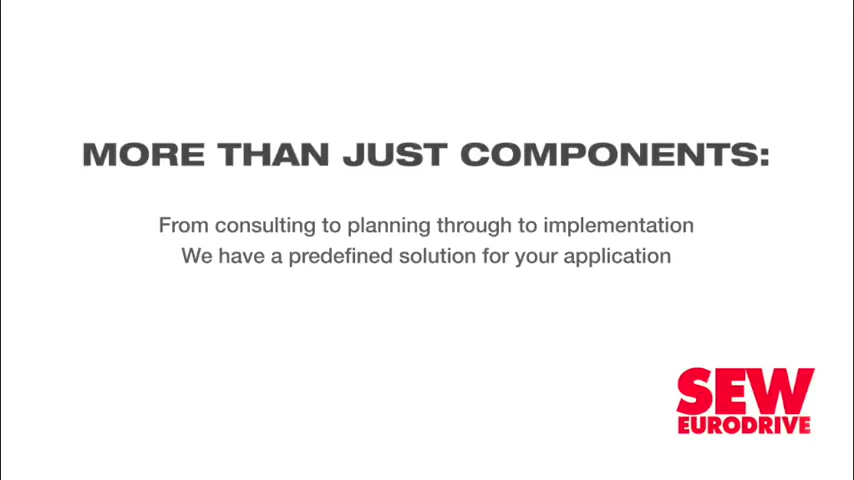 MORE THAN JUST COMPONENTS:
From consulting to planning through to implementation
We have a predefined solution for your application
SEW
EURODRIVE